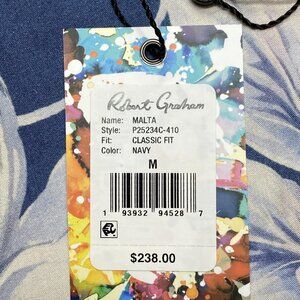 Robert Graham
Name: MALTA
Style: P25234C-410
Fit: CLASSIC FIT
Color: NAVY
M
1 93932 94528 7
$238.00